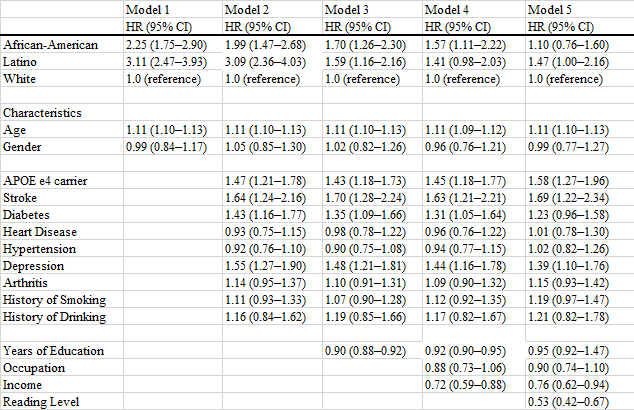 Model 1 Model 2 Model 3 Model 4 Model 5
HR (95% CI) HR (95% CI) HR (95% CI) HR (95% CI) HR (95% CI)
African-American 2.25 (1.75–2.90) 1.99 (1.47–2.68) 1.70 (1.26–2.30) 1.57 (1.11–2.22) 1.10 (0.76–1.60)
Latino 3.11 (2.47–3.93) 3.09 (2.36–4.03) 1.59 (1.16–2.16) 1.41 (0.98–2.03) 1.47 (1.00–2.16)
White 1.0 (reference) 1.0 (reference) 1.0 (reference) 1.0 (reference) 1.0 (reference)
Characteristics
Age 1.11 (1.10–1.13) 1.11 (1.10–1.13) 1.11 (1.10–1.13) 1.11 (1.09–1.12) 1.11 (1.10–1.13)
Gender 0.99 (0.84–1.17) 1.05 (0.85–1.30) 1.02 (0.82–1.26) 0.96 (0.76–1.21) 0.99 (0.77–1.27)
APOE e4 carrier 1.47 (1.21–1.78) 1.43 (1.18–1.73) 1.45 (1.18–1.77) 1.58 (1.27–1.96)
Stroke 1.64 (1.24–2.16) 1.70 (1.28–2.24) 1.63 (1.21–2.21) 1.69 (1.22–2.34)
Diabetes 1.43 (1.16–1.77) 1.35 (1.09–1.66) 1.31 (1.05–1.64) 1.23 (0.96–1.58)
Heart Disease 0.93 (0.75–1.15) 0.98 (0.78–1.22) 0.96 (0.76–1.22) 1.01 (0.78–1.30)
Hypertension 0.92 (0.76–1.10) 0.90 (0.75–1.08) 0.94 (0.77–1.15) 1.02 (0.82–1.26)
Depression 1.55 (1.27–1.90) 1.48 (1.21–1.81) 1.44 (1.16–1.78) 1.39 (1.10–1.76)
Arthritis 1.14 (0.95–1.37) 1.10 (0.91–1.31) 1.09 (0.90–1.32) 1.15 (0.93–1.42)
History of Smoking 1.11 (0.93–1.33) 1.07 (0.90–1.28) 1.12 (0.92–1.35) 1.19 (0.97–1.47)
History of Drinking 1.16 (0.84–1.62) 1.19 (0.85–1.66) 1.17 (0.82–1.67) 1.21 (0.82–1.78)
Years of Education 0.90 (0.88–0.92) 0.92 (0.90–0.95) 0.95 (0.92–1.47)
Occupation 0.88 (0.73–1.06) 0.90 (0.74–1.10)
Income 0.72 (0.59–0.88) 0.76 (0.62–0.94)
Reading Level 0.53 (0.42–0.67)